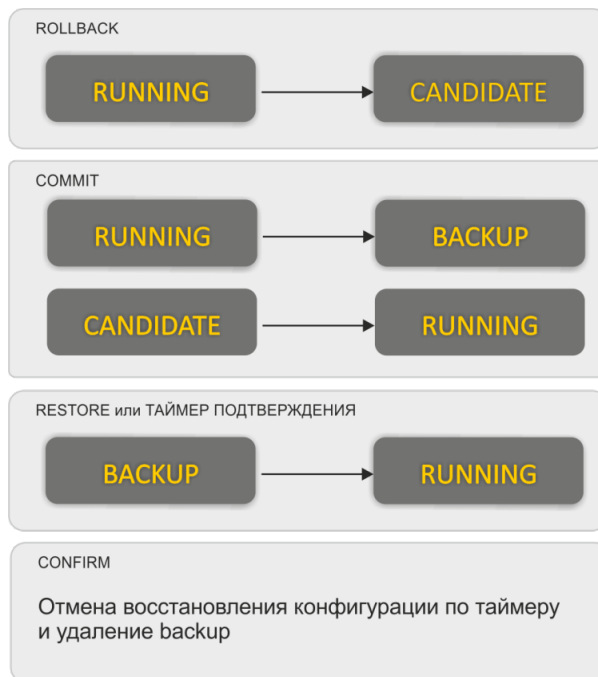 ROLLBACK
RUNNING CANDIDATE
COMMIT
RUNNING BACKUP
CANDIDATE RUNNING
RESTORE или ТАЙМЕР ПОДТВЕРЖДЕНИЯ
BACKUP RUNNING
CONFIRM
Отмена восстановления конфигурации по таймеру
и удаление backup